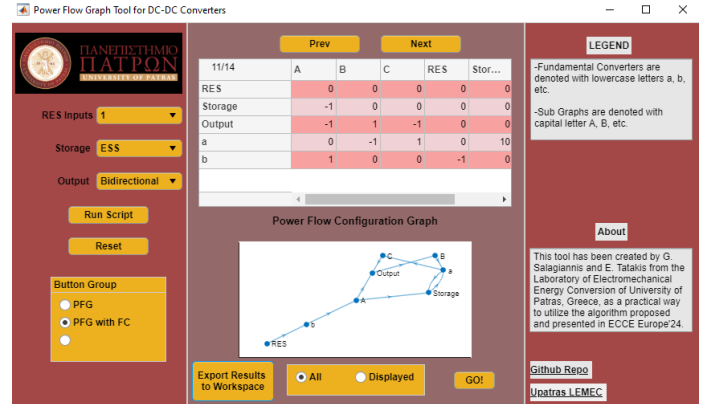 Power Flow Graph Tool for DC-DC Converters
ΠΑΝΕΠΙΣΤΗΜΙΟ
ΠΑΤΡΩΝ
UNIVERSITY OF PATRAS
RES Inputs 1
Storage ESS
Output Bidirectional
Run Script
Reset
Button Group
PFG
PFG with FC
Prev Next
11/14 A B C RES Stor...
RES 0 0 0 0 0
Storage -1 0 0 0 0
Output -1 1 -1 0 0
a 0 -1 1 0 10
b 1 0 0 -1 0
Power Flow Configuration Graph
C
B
Output
a
Storage
A
b
RES
Export Results
to Workspace
All Displayed
GO!
LEGEND
-Fundamental Converters are
denoted with lowercase letters a, b,
etc.
-Sub Graphs are denoted with
capital letter A, B, etc.
About
This tool has been created by G.
Salagiannis and E. Tatakis from the
Laboratory of Electromechanical
Energy Conversion of University of
Patras, Greece, as a practical way
to utilize the algorithm proposed
and presented in ECCE Europe'24.
Github Repo
Upatras LEMEC